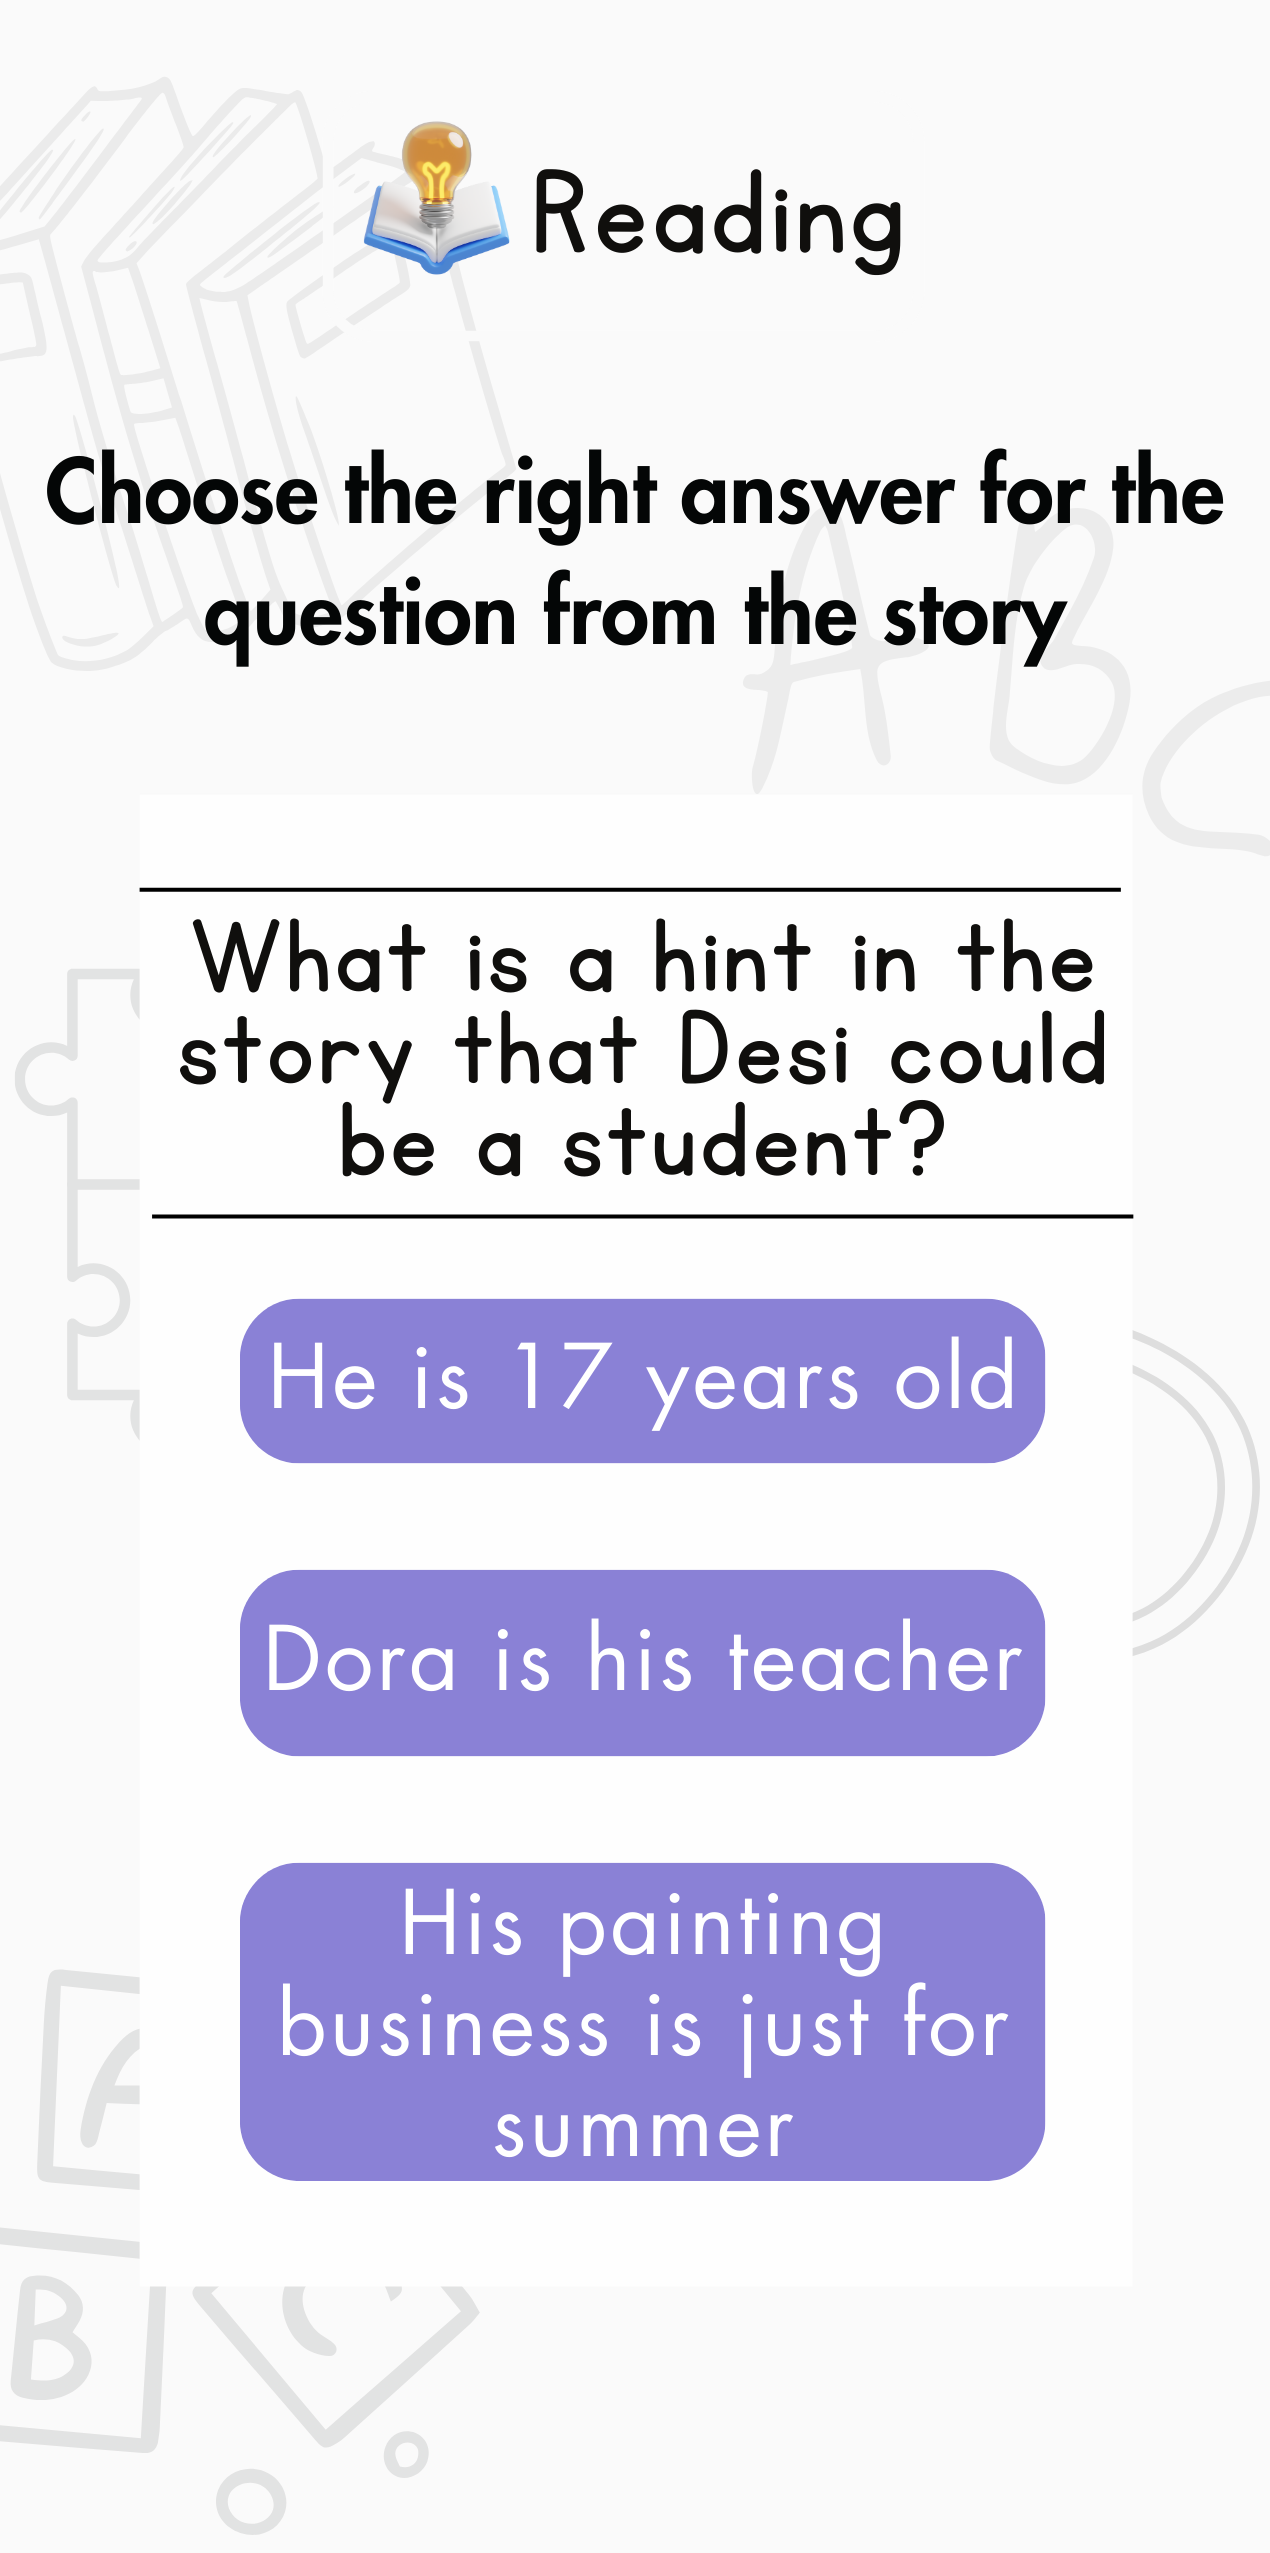 Reading
Choose the right answer for the
question from the story
What is a hint in the
story that Desi could
be a student?
He is 17 years old
Dora is his teacher
His painting
business is just for
summer
A B C
A
B
C